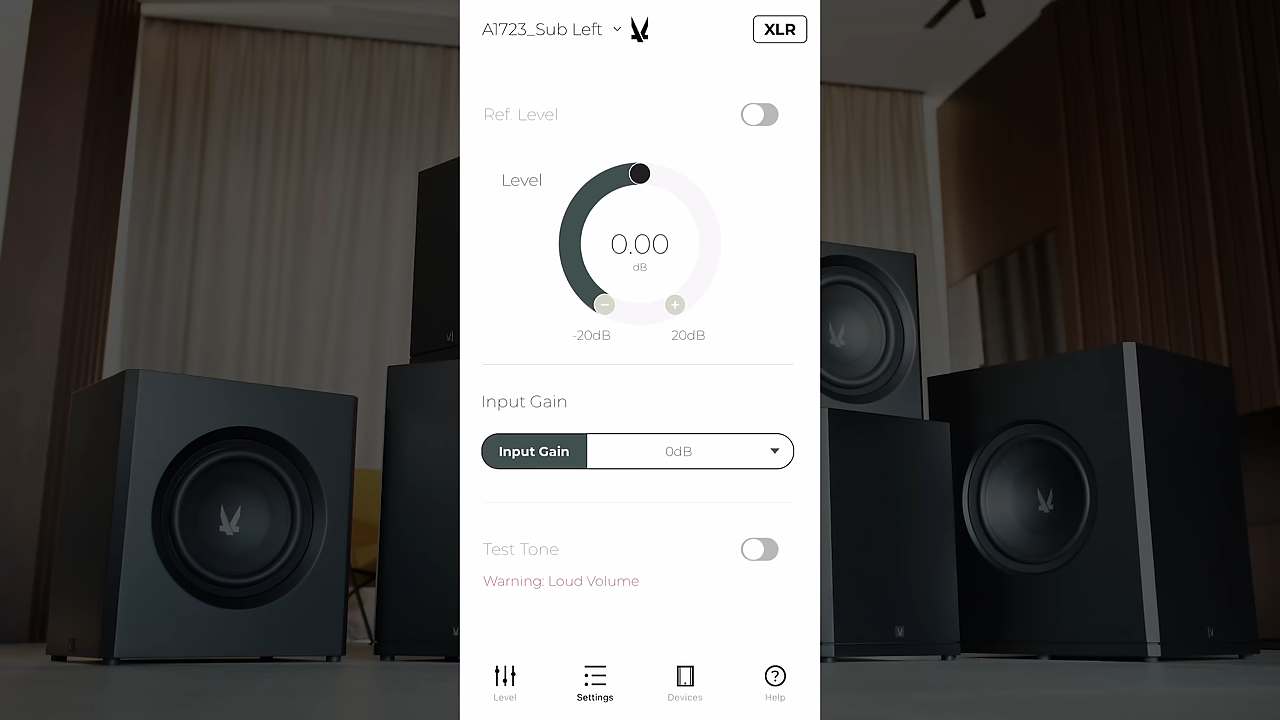 A1723_Sub Left
XLR
Ref. Level
Level
0.00
dB
-20dB
20dB
Input Gain
Input Gain
0dB
Test Tone
Warning: Loud Volume
Level
Settings
Devices
Help